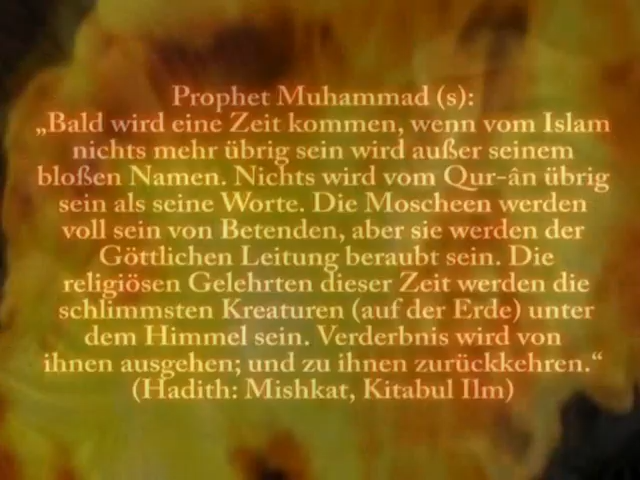 Prophet Muhammad (s):
„Bald wird eine Zeit kommen, wenn vom Islam
nichts mehr übrig sein wird außer seinem
bloßen Namen. Nichts wird vom Qur-ân übrig
sein als seine Worte. Die Moscheen werden
voll sein von Betenden, aber sie werden der
Göttlichen Leitung beraubt sein. Die
religiösen Gelehrten dieser Zeit werden die
schlimmsten Kreaturen (auf der Erde) unter
dem Himmel sein. Verderbnis wird von
ihnen ausgehen; und zu ihnen zurückkehren.“
(Hadith: Mishkat, Kitabul Ilm)